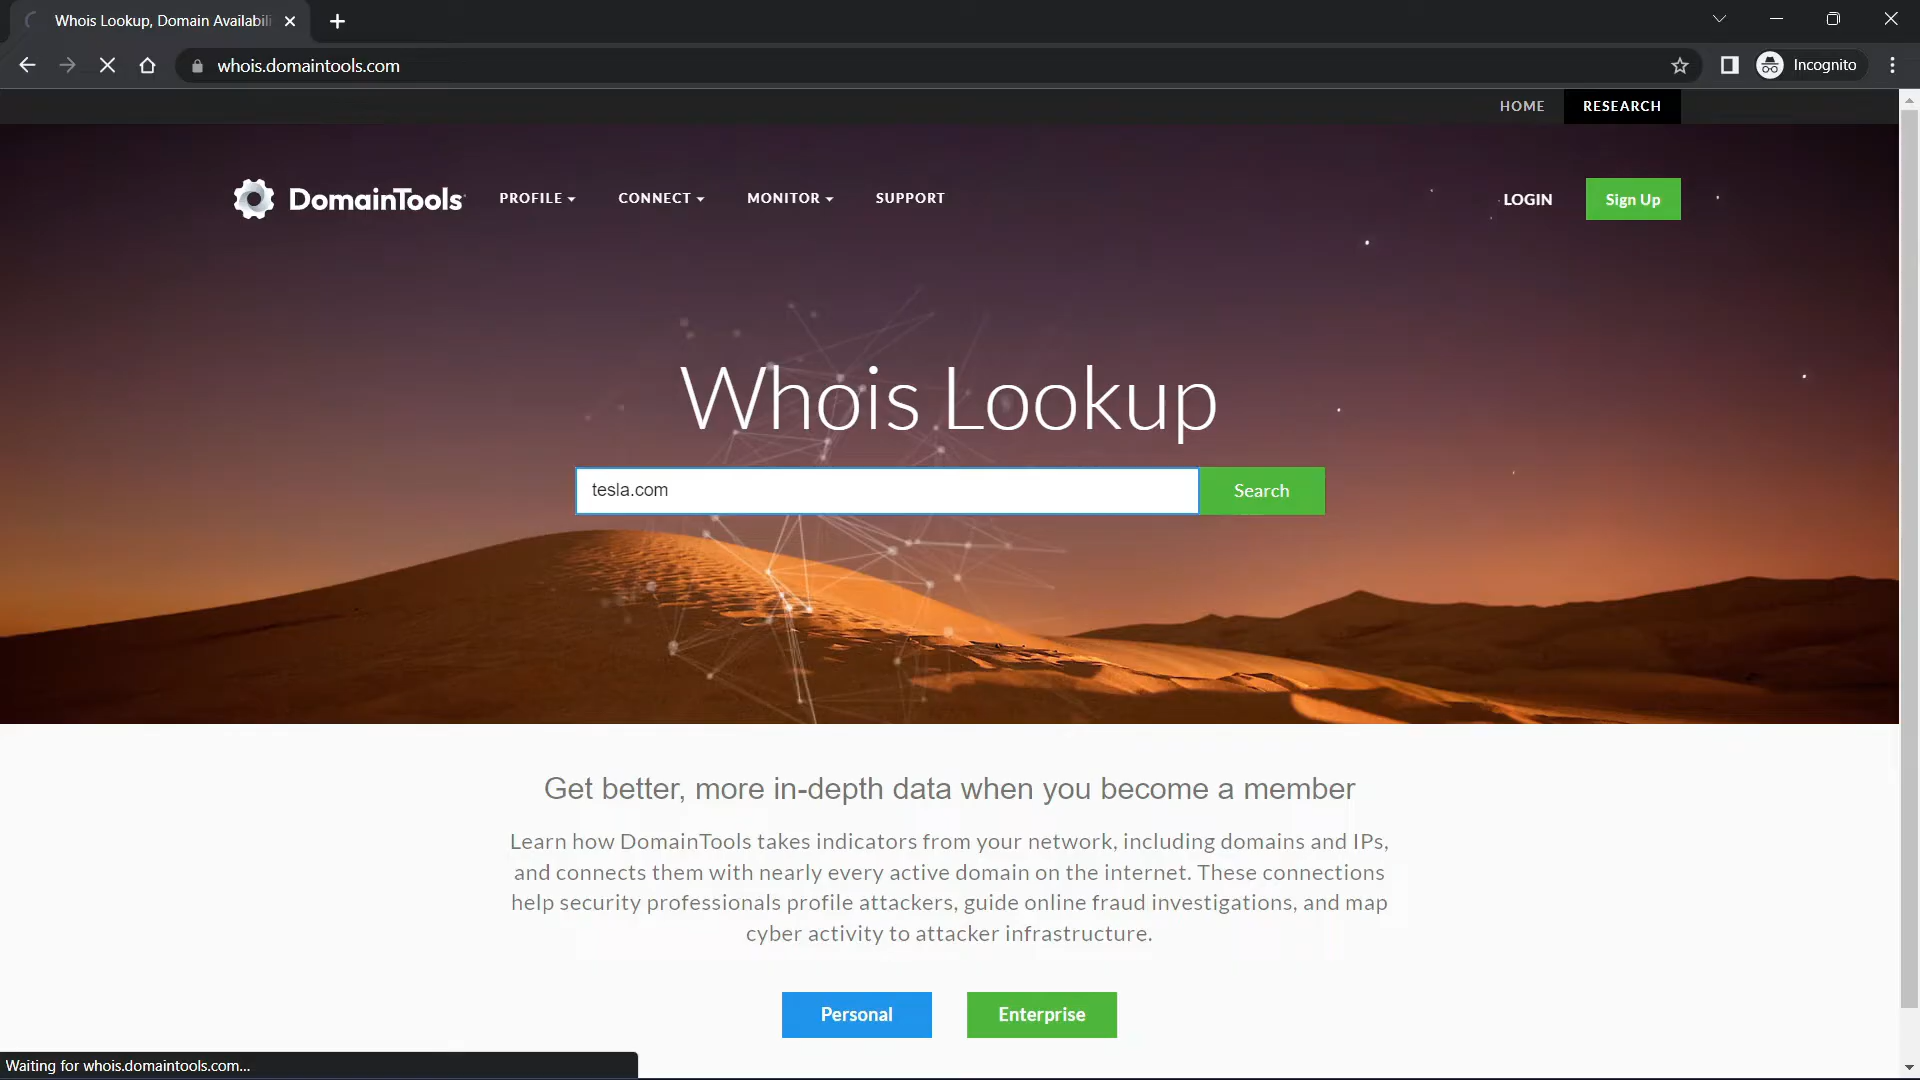 Whois Lookup, Domain Availabili
whois.domaintools.com
Incognito
HOME
RESEARCH
DomainTools
PROFILE
CONNECT
MONITOR
SUPPORT
LOGIN
Sign Up
Whois Lookup
tesla.com
Search
Get better, more in-depth data when you become a member
Learn how DomainTools takes indicators from your network, including domains and IPs,
and connects them with nearly every active domain on the internet. These connections
help security professionals profile attackers, guide online fraud investigations, and map
cyber activity to attacker infrastructure.
Personal
Enterprise
Waiting for whois.domaintools.com...